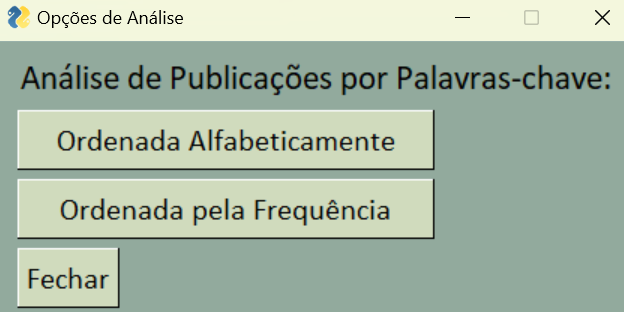 Opções de Análise
Análise de Publicações por Palavras-chave:
Ordenada Alfabeticamente
Ordenada pela Frequência
Fechar